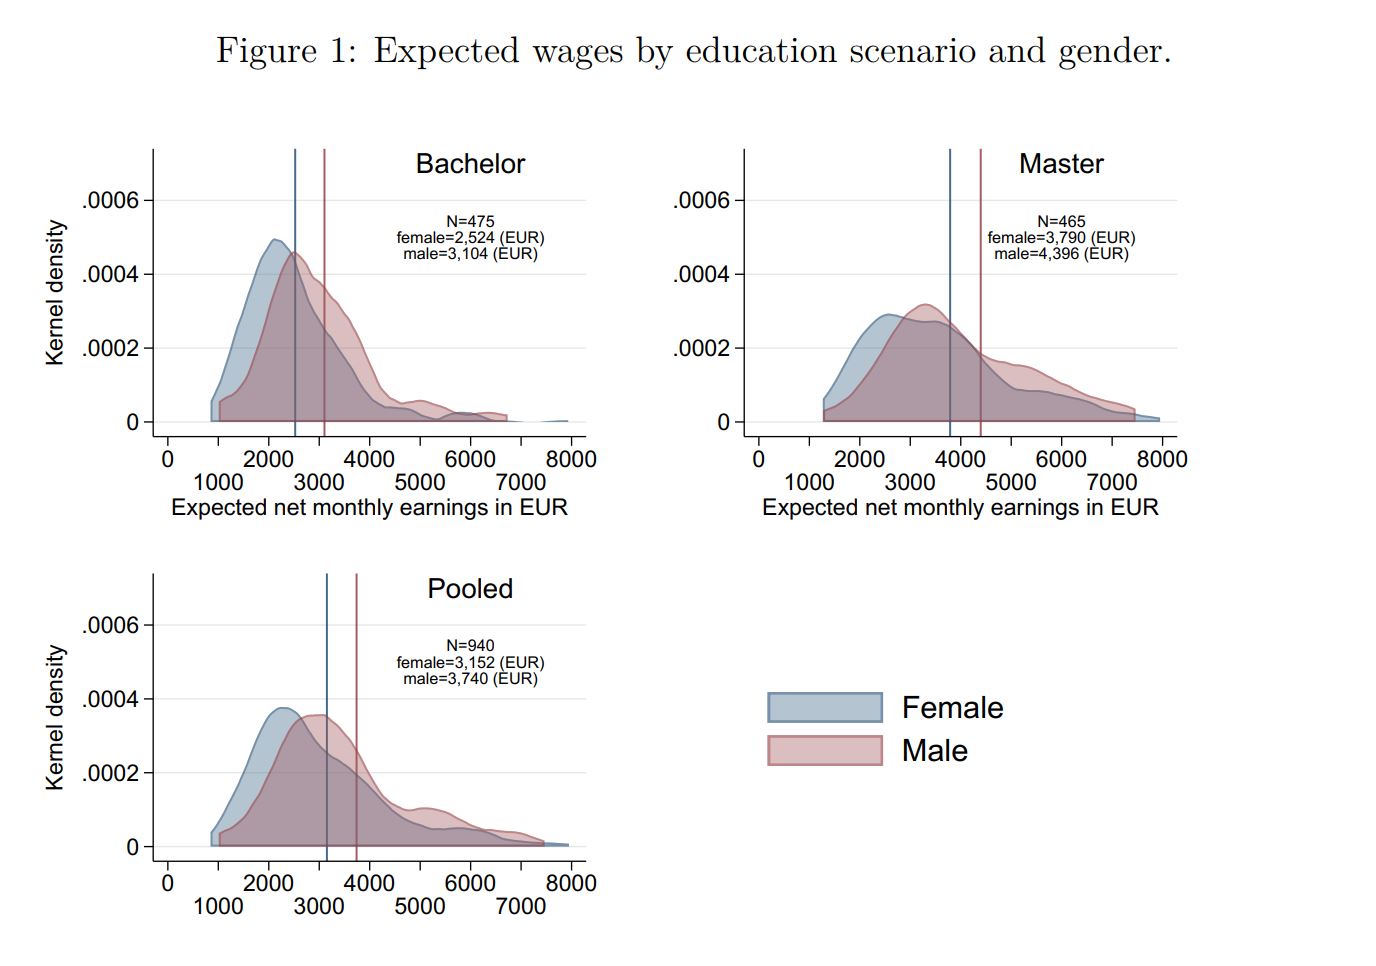 Figure 1: Expected wages by education scenario and gender.
Bachelor
N=475
female=2,524 (EUR)
male=3,104 (EUR)
Kernel density
.0006
.0004
.0002
0
0 2000 4000 6000 8000
1000 3000 5000 7000
Expected net monthly earnings in EUR
Master
N=465
female=3,790 (EUR)
male=4,396 (EUR)
.0006
.0004
.0002
0
0 2000 4000 6000 8000
1000 3000 5000 7000
Expected net monthly earnings in EUR
Pooled
N=940
female=3,152 (EUR)
male=3,740 (EUR)
Kernel density
.0006
.0004
.0002
0
0 2000 4000 6000 8000
1000 3000 5000 7000
Female
Male